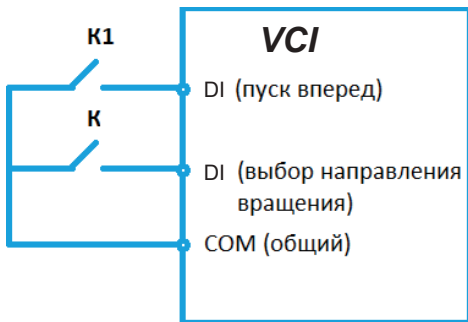 К1
VCI
DI (пуск вперед)
К
DI (выбор направления
вращения)
COM (общий)